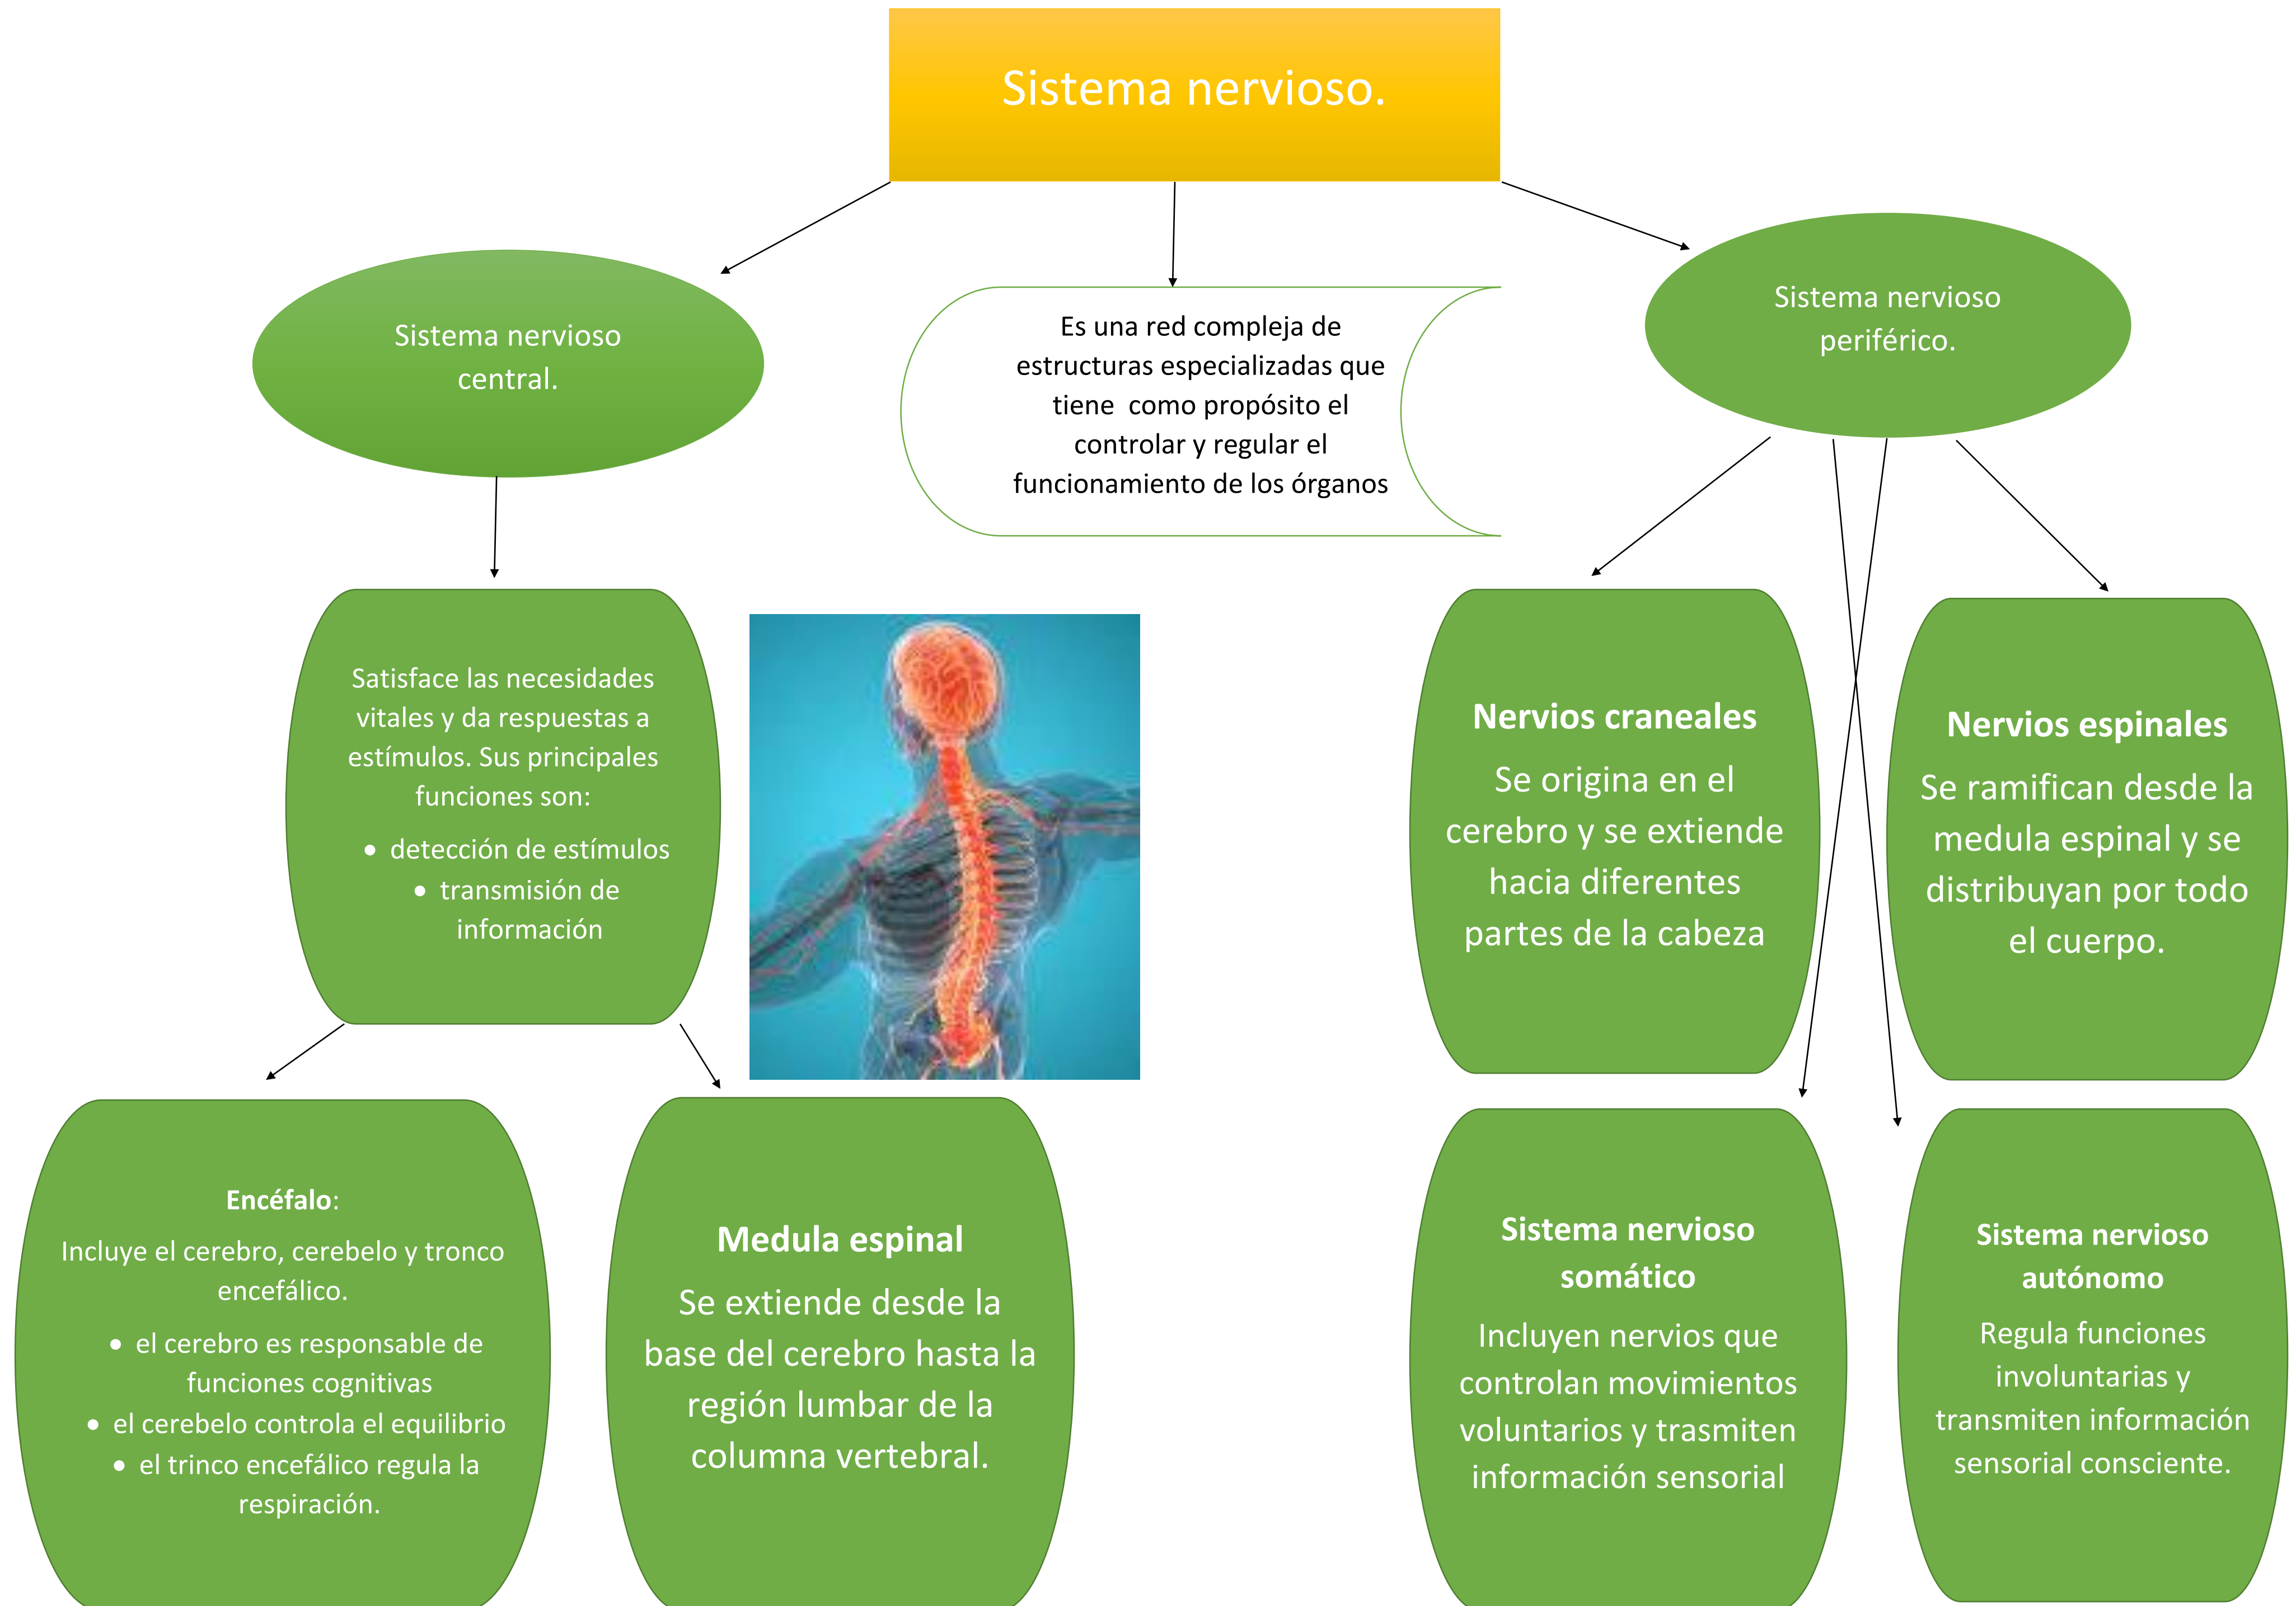 Sistema nervioso.
Sistema nervioso
central.
Es una red compleja de
estructuras especializadas que
tiene  como propósito el
controlar y regular el
funcionamiento de los órganos
Sistema nervioso
periférico.
Satisface las necesidades
vitales y da respuestas a
estímulos. Sus principales
funciones son:
• detección de estímulos
• transmisión de
información
Nervios craneales
Se origina en el
cerebro y se extiende
hacia diferentes
partes de la cabeza
Nervios espinales
Se ramifican desde la
medula espinal y se
distribuyan por todo
el cuerpo.
Encéfalo:
Incluye el cerebro, cerebelo y tronco
encefálico.
• el cerebro es responsable de
funciones cognitivas
• el cerebelo controla el equilibrio
• el trinco encefálico regula la
respiración.
Medula espinal
Se extiende desde la
base del cerebro hasta la
región lumbar de la
columna vertebral.
Sistema nervioso
somático
Incluyen nervios que
controlan movimientos
voluntarios y trasmiten
información sensorial
Sistema nervioso
autónomo
Regula funciones
involuntarias y
transmiten información
sensorial consciente.